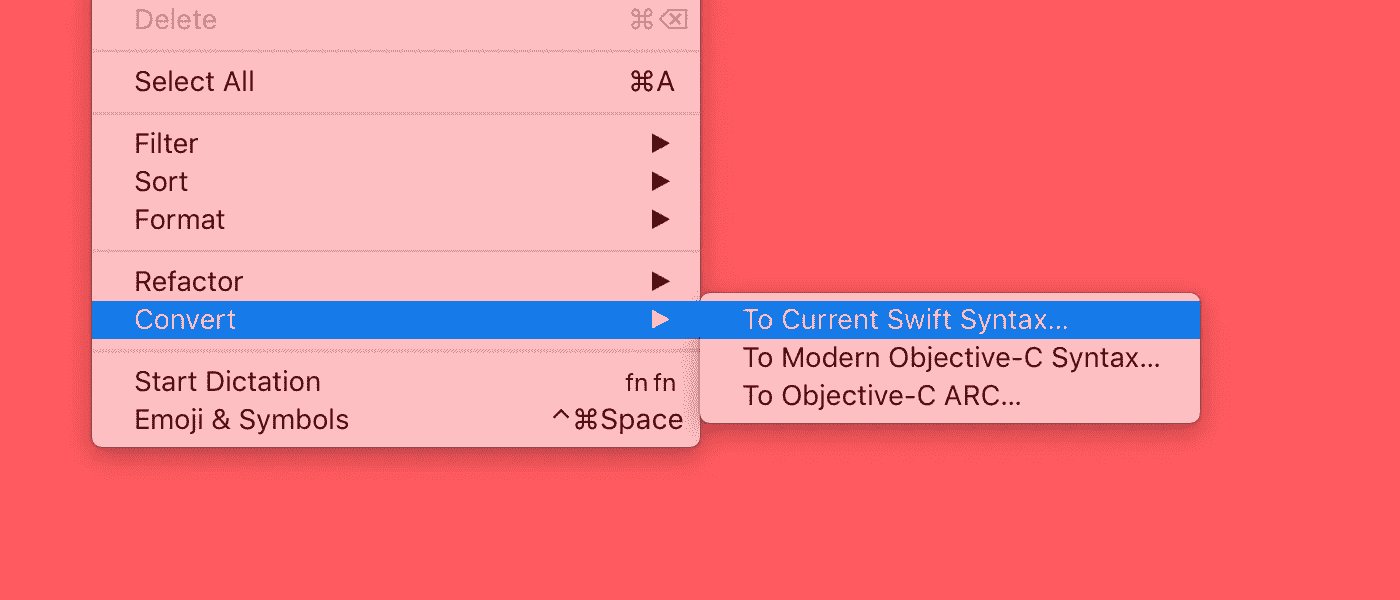 Delete ⌘⌫
Select All ⌘A
Filter ▶
Sort ▶
Format ▶
Refactor ▶
Convert ▶
To Current Swift Syntax...
To Modern Objective-C Syntax...
To Objective-C ARC...
Start Dictation fn fn
Emoji & Symbols ^⌘Space